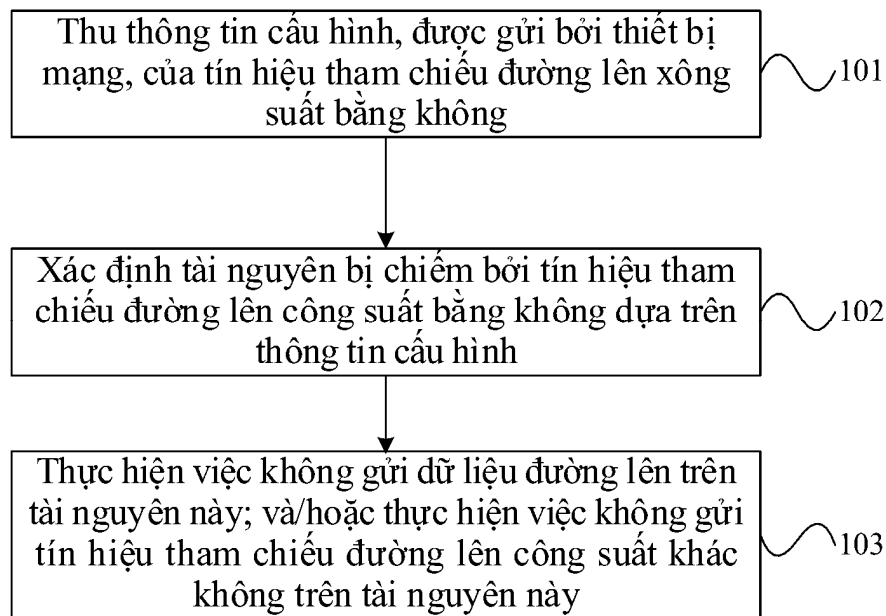 Thu thông tin cấu hình, được gửi bởi thiết bị
mạng, của tín hiệu tham chiếu đường lên xông
suất bằng không
101
Xác định tài nguyên bị chiếm bởi tín hiệu tham
chiếu đường lên công suất bằng không dựa trên
thông tin cấu hình
102
Thực hiện việc không gửi dữ liệu đường lên trên
tài nguyên này; và/hoặc thực hiện việc không gửi
tín hiệu tham chiếu đường lên công suất khác
không trên tài nguyên này
103